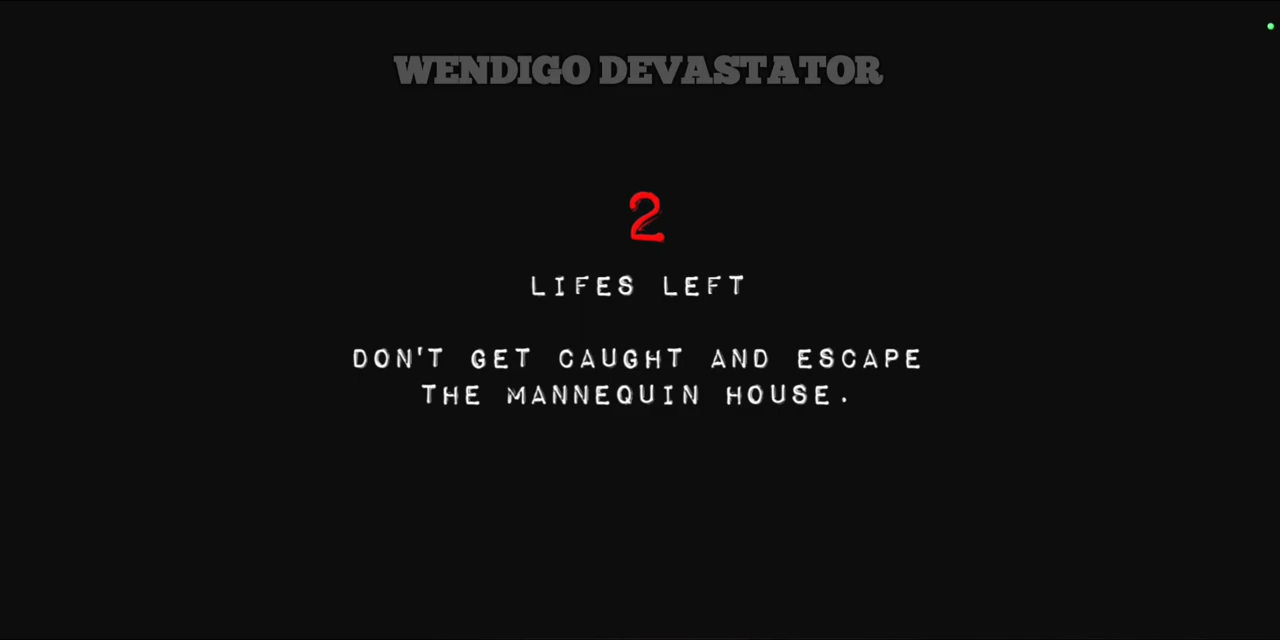 WENDIGO DEVASTATOR
2
LIFES LEFT
DON'T GET CAUGHT AND ESCAPE
THE MANNEQUIN HOUSE.